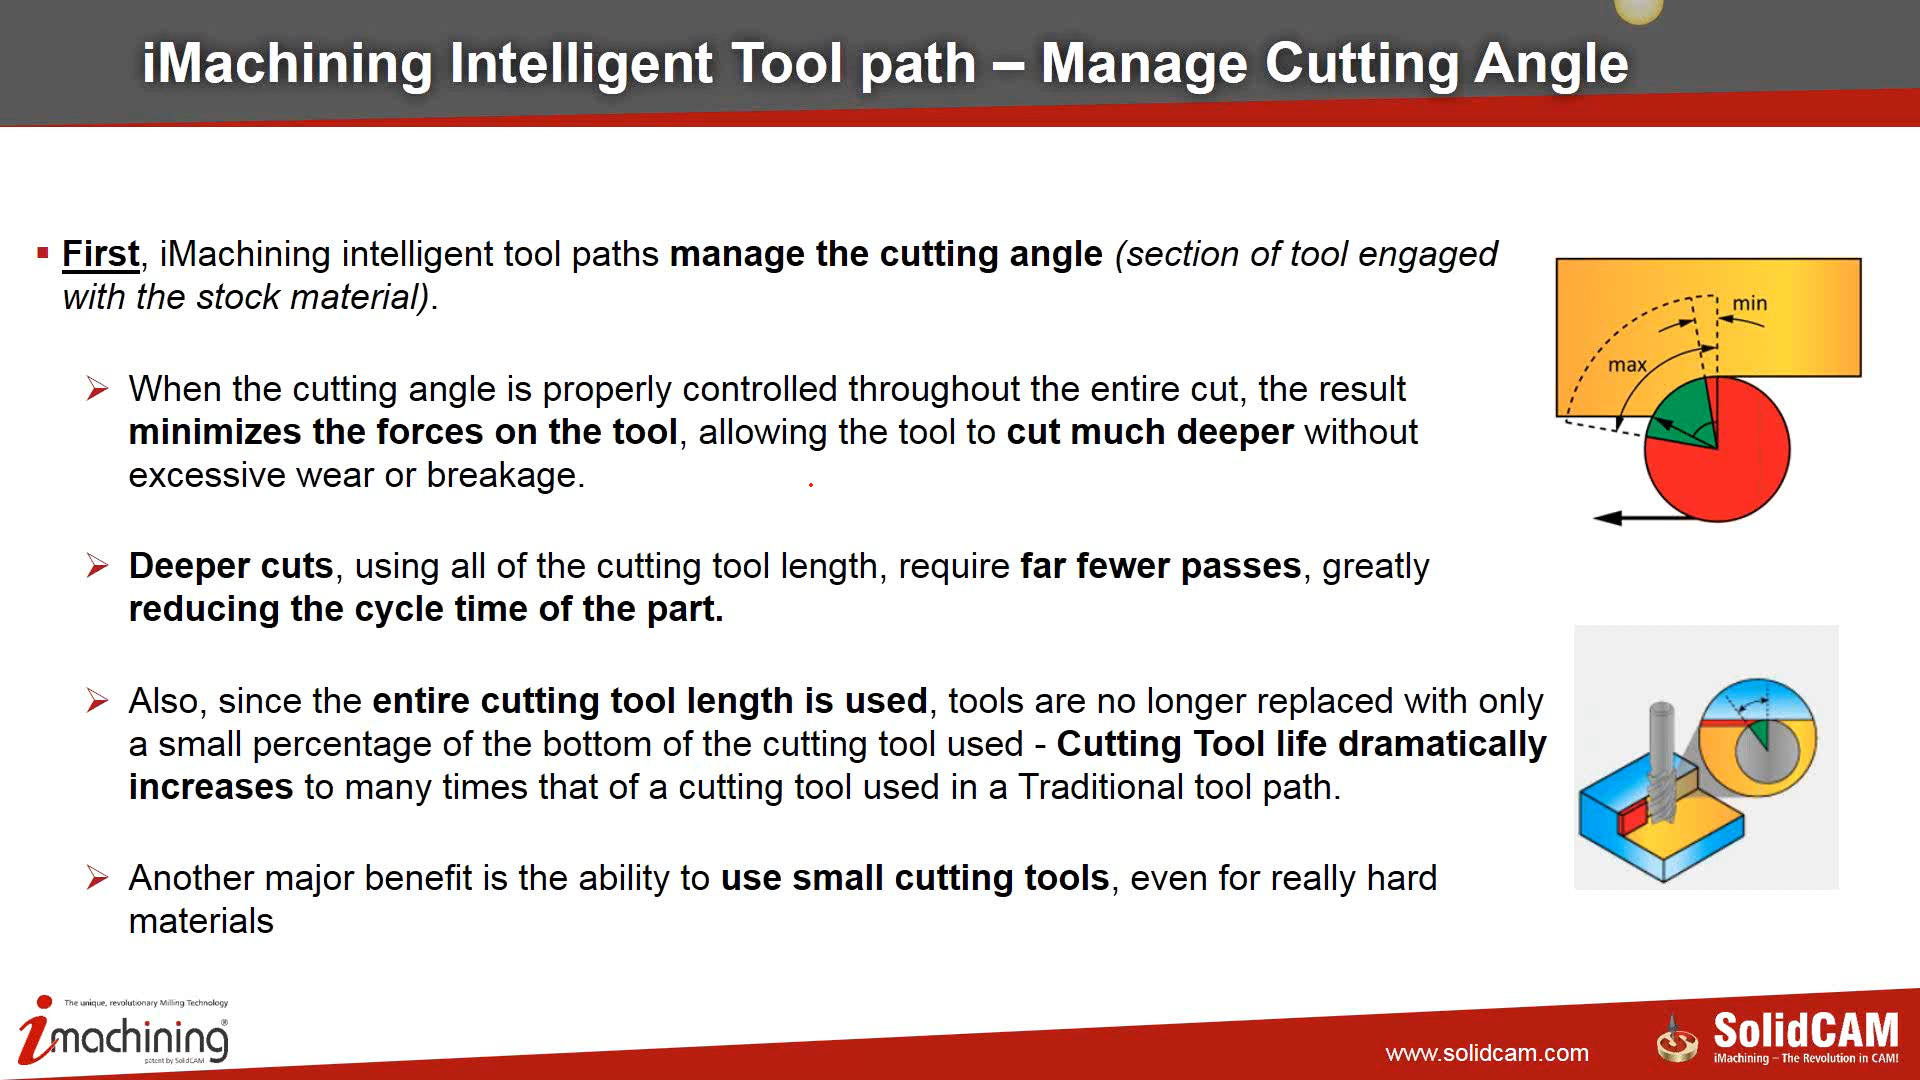 iMachining Intelligent Tool path – Manage Cutting Angle
First, iMachining intelligent tool paths manage the cutting angle (section of tool engaged
with the stock material).
When the cutting angle is properly controlled throughout the entire cut, the result
minimizes the forces on the tool, allowing the tool to cut much deeper without
excessive wear or breakage.
Deeper cuts, using all of the cutting tool length, require far fewer passes, greatly
reducing the cycle time of the part.
Also, since the entire cutting tool length is used, tools are no longer replaced with only
a small percentage of the bottom of the cutting tool used - Cutting Tool life dramatically
increases to many times that of a cutting tool used in a Traditional tool path.
Another major benefit is the ability to use small cutting tools, even for really hard
materials
min
max
The unique, revolutionary Milling Technology
imachining®
patent by SolidCAM
www.solidcam.com
SolidCAM
iMachining – The Revolution in CAM!